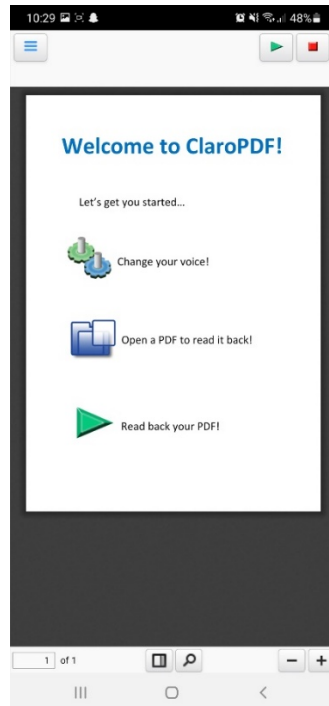 10:29 48%
Welcome to ClaroPDF!
Let's get you started...
Change your voice!
Open a PDF to read it back!
Read back your PDF!
1 of 1